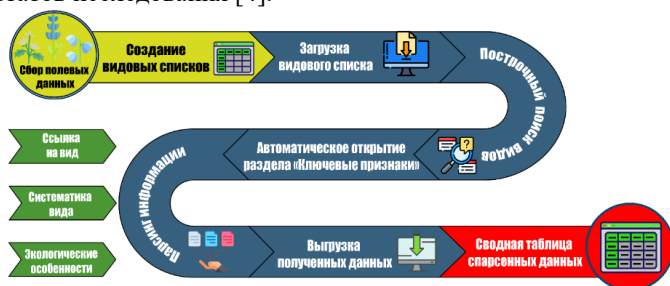 Сбор полевых
данных
Создание
видовых списков
Загрузка
видового списка
Построчный поиск видов
Автоматическое открытие
раздела «Ключевые признаки»
Парсинг информации
Ссылка
на вид
Систематика
вида
Экологические
особенности
Выгрузка
полученных данных
Сводная таблица
спарсенных данных